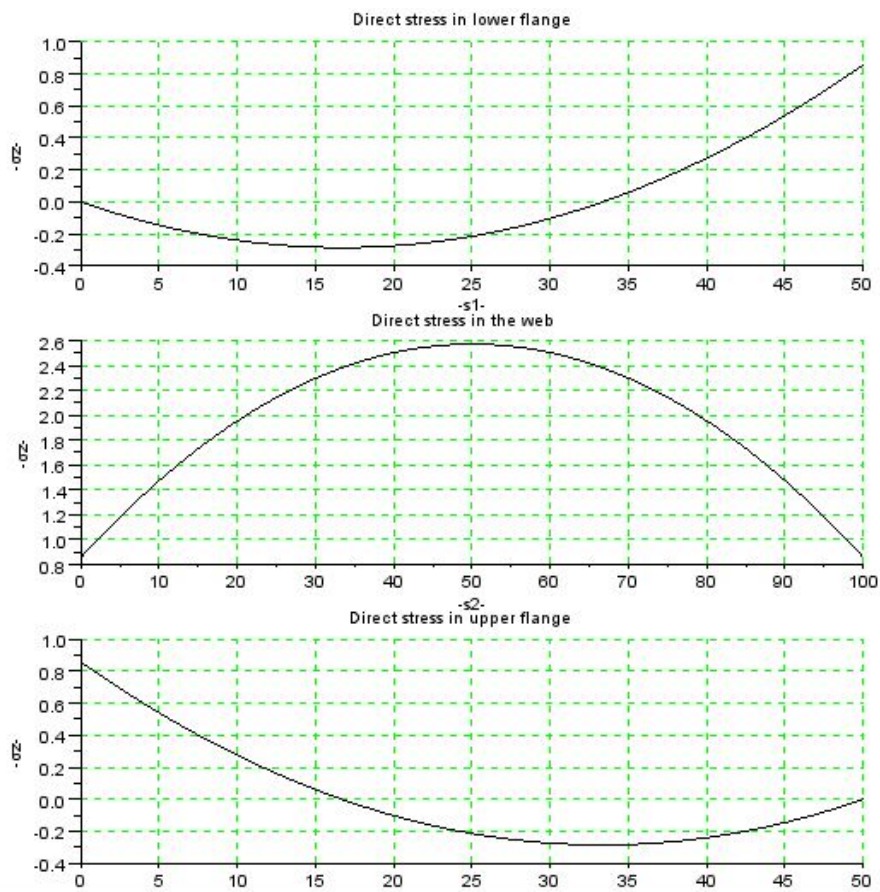 Direct stress in lower flange
1.0
0.8
0.6
0.4
0.2
0.0
-0.2
-0.4
-σz-
0 5 10 15 20 25 30 35 40 45 50
-s1-
Direct stress in the web
2.6
2.4
2.2
2.0
1.8
1.6
1.4
1.2
1.0
0.8
-σz-
0 10 20 30 40 50 60 70 80 90 100
-s2-
Direct stress in upper flange
1.0
0.8
0.6
0.4
0.2
0.0
-0.2
-0.4
-σz-
0 5 10 15 20 25 30 35 40 45 50